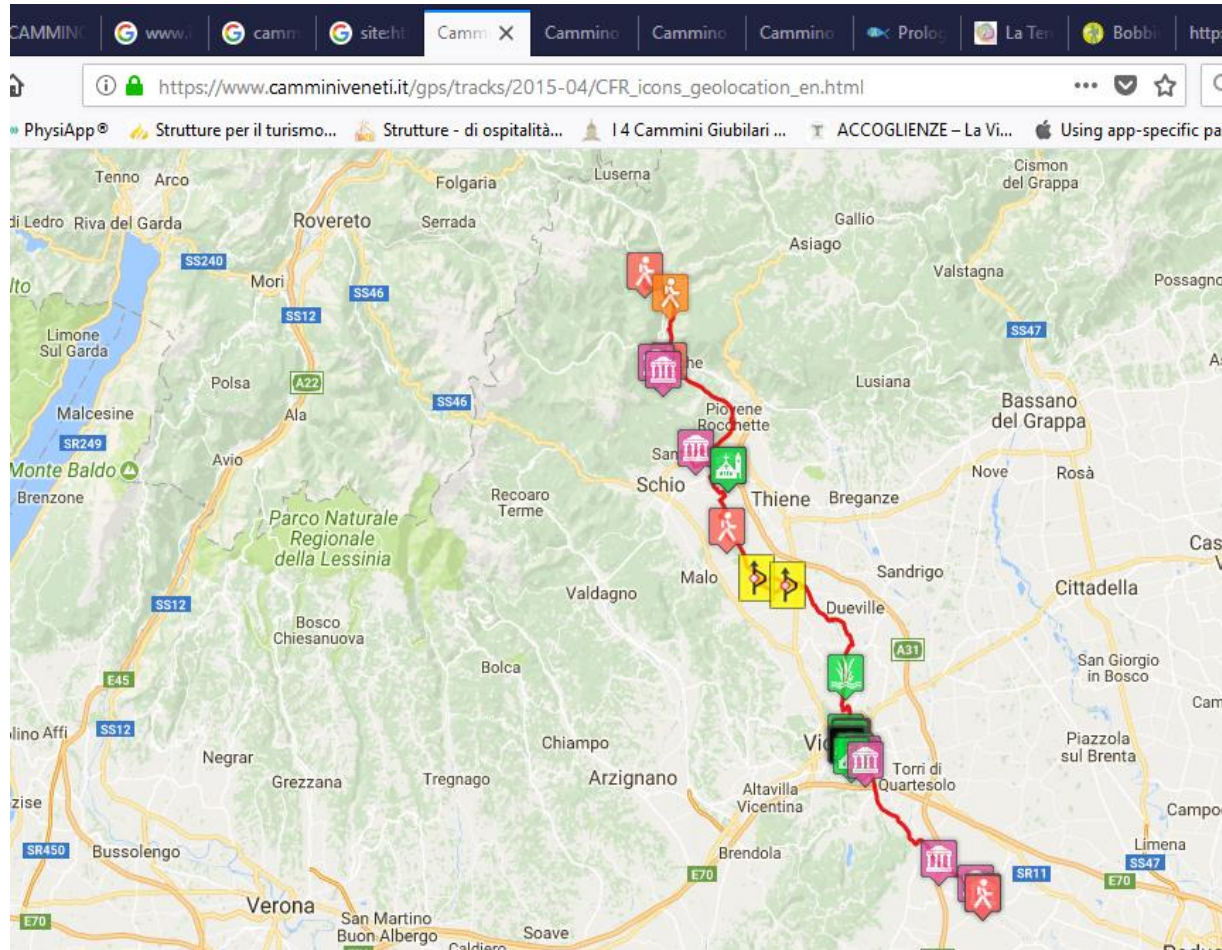 CAMMIN
www.i
camm
site:ht
Camm
Cammino
Cammino
Cammino
Prolog
La Ten
Bobbi
http:
https://www.camminiveneti.it/gps/tracks/2015-04/CFR_icons_geolocation_en.html
PhysiApp®
Strutture per il turismo...
Strutture - di ospitalità...
I 4 Cammini Giubilari ...
ACCOGLIENZE – La Vi...
Using app-specific pa
Tenno
Arco
Folgaria
Luserna
Cismon
del Grappa
di Ledro
Riva del Garda
Rovereto
Serrada
Gallio
Asiago
SS240
Mori
SS46
Valstagna
Possagno
lto
SS12
Limone
Sul Garda
SS47
he
Polsa
A22
Lusiana
Malcesine
Ala
SS46
Piovene
Rocchette
Bassano
del Grappa
SR249
Monte Baldo
Avio
San
Schio
Nove
Rosà
Brenzone
Recoaro
Terme
Thiene
Breganze
Parco Naturale
Regionale
della Lessinia
Cas
Malo
Sandrigo
Cittadella
Valdagno
SS12
Dueville
Bosco
Chiesanuova
A31
Bolca
San Giorgio
in Bosco
E45
Cam
lino
Affi
SS12
Chiampo
Vic
Piazzola
sul Brenta
Negrar
Grezzana
Tregnago
Arzignano
Torri di
Quartesolo
Altavilla
Vicentina
zise
Campo
SR450
Bussolengo
Brendola
Limena
SS47
E70
SR11
E70
Verona
E70
San Martino
Buon Albergo
Soave
Caldiero